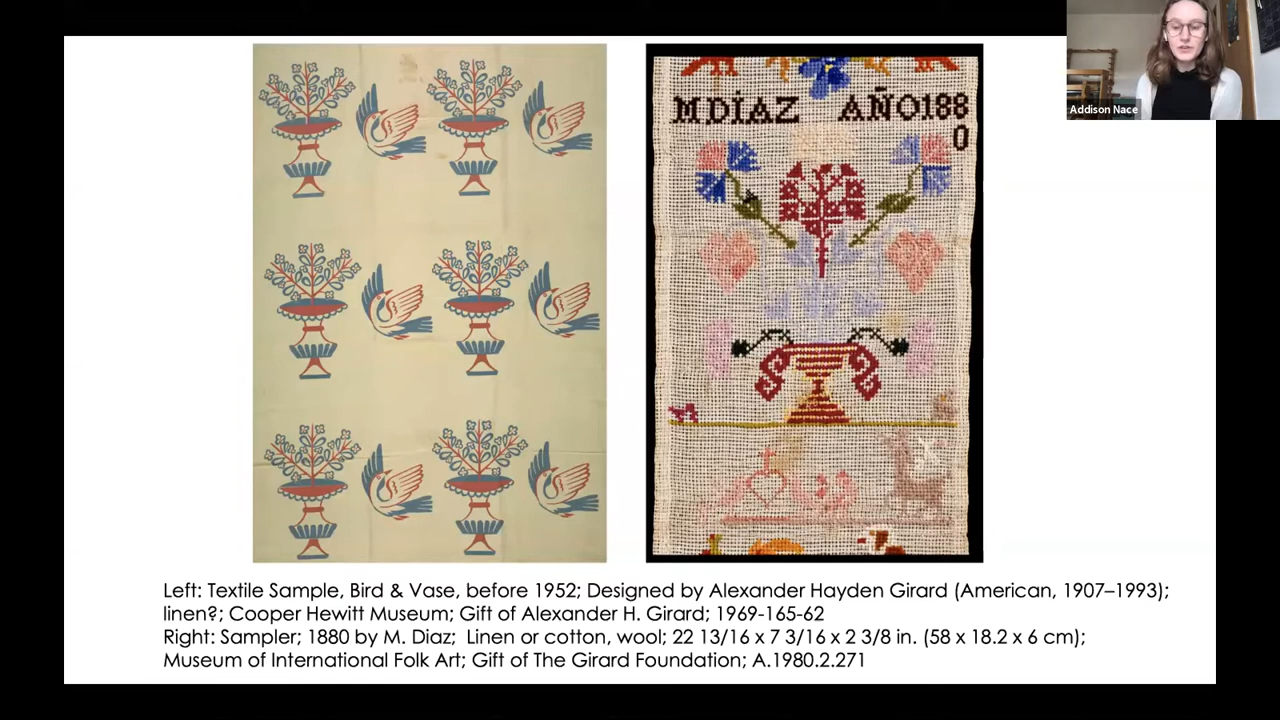 Addison Nace
MDİAZ AÑO188
0
Left: Textile Sample, Bird & Vase, before 1952; Designed by Alexander Hayden Girard (American, 1907–1993);
linen?; Cooper Hewitt Museum; Gift of Alexander H. Girard; 1969-165-62
Right: Sampler; 1880 by M. Diaz;  Linen or cotton, wool; 22 13/16 x 7 3/16 x 2 3/8 in. (58 x 18.2 x 6 cm);
Museum of International Folk Art; Gift of The Girard Foundation; A.1980.2.271